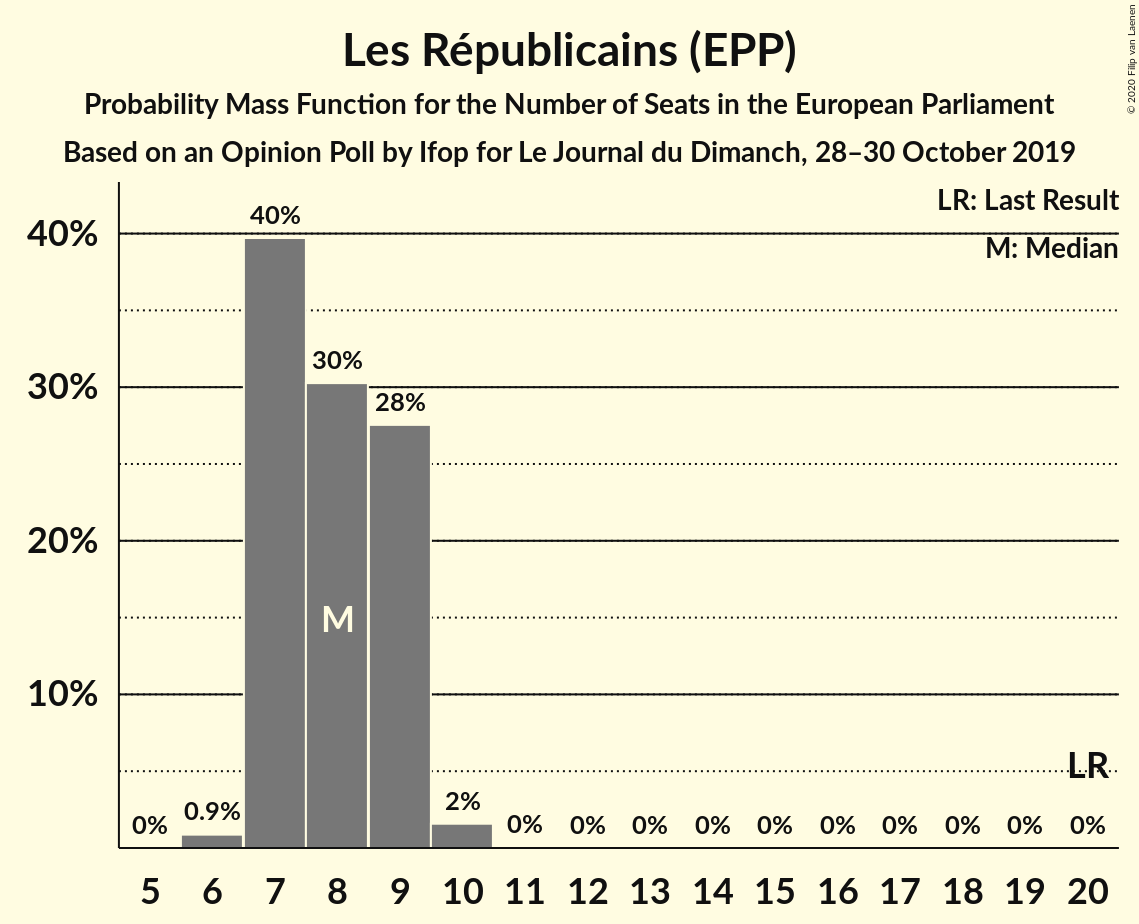 Les Républicains (EPP)
Probability Mass Function for the Number of Seats in the European Parliament
Based on an Opinion Poll by Ifop for Le Journal du Dimanch, 28–30 October 2019
© 2020 Filip van Laenen
LR: Last Result
M: Median
40%
30%
20%
10%
0%
0.9%
40%
30%
28%
2%
0%
0%
0%
0%
0%
0%
0%
0%
0%
0%
M
LR
5 6 7 8 9 10 11 12 13 14 15 16 17 18 19 20